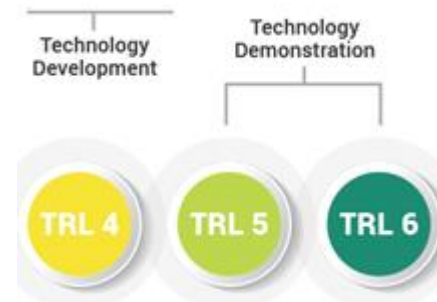 Technology
Development
Technology
Demonstration
TRL 4
TRL 5
TRL 6